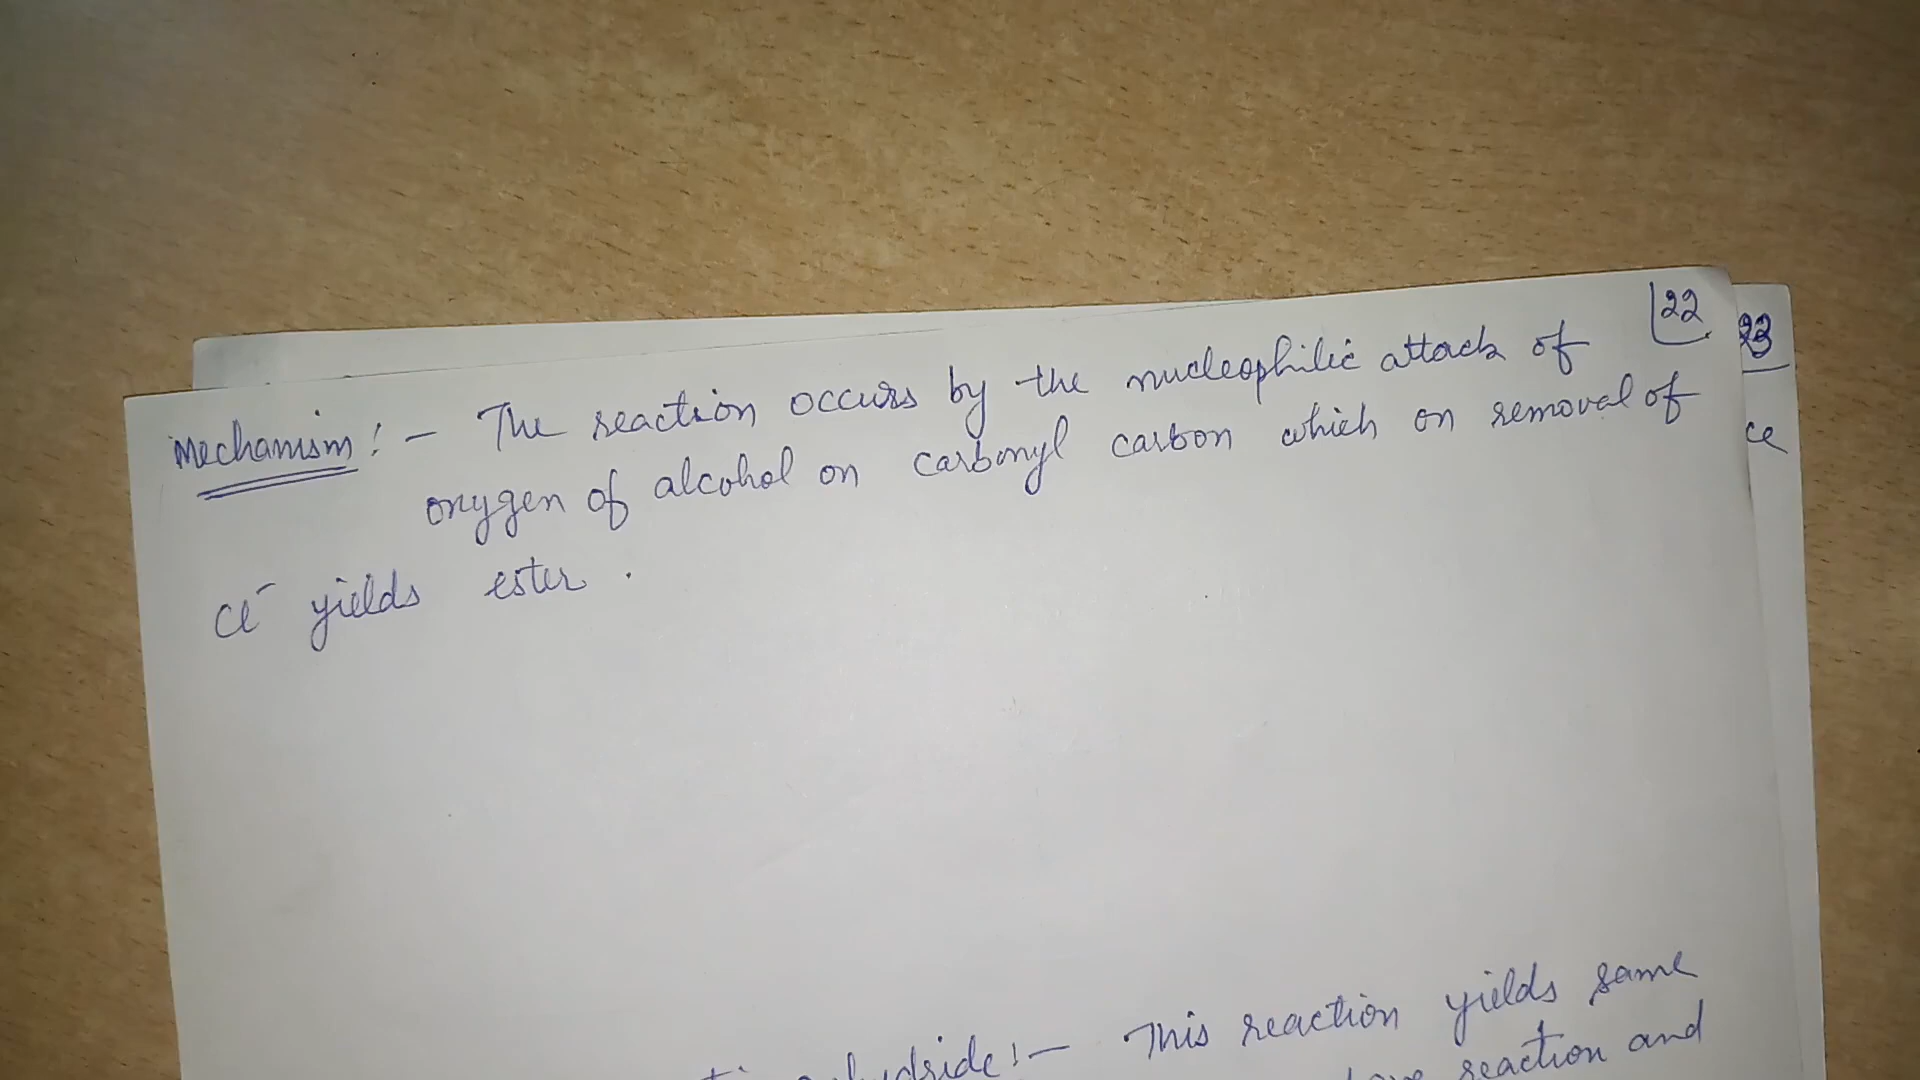 22
Mechanism :- The reaction occurs by the nucleophilic attack of
oxygen of alcohol on carbonyl carbon which on removal of
Cl⁻ yields ester.
This reaction yields same
reaction and
23
ce